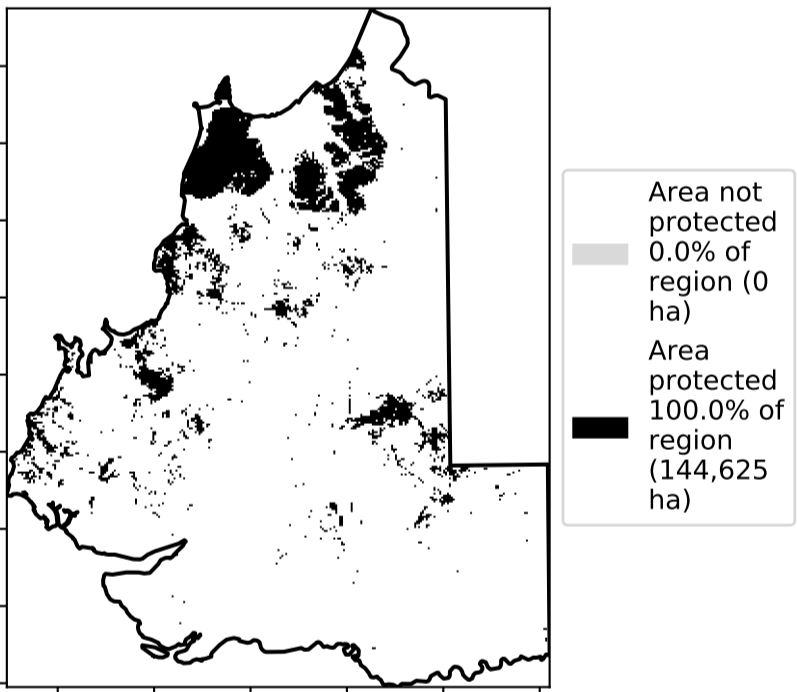 Area not
protected
0.0% of
region (0
ha)
Area
protected
100.0% of
region
(144,625
ha)